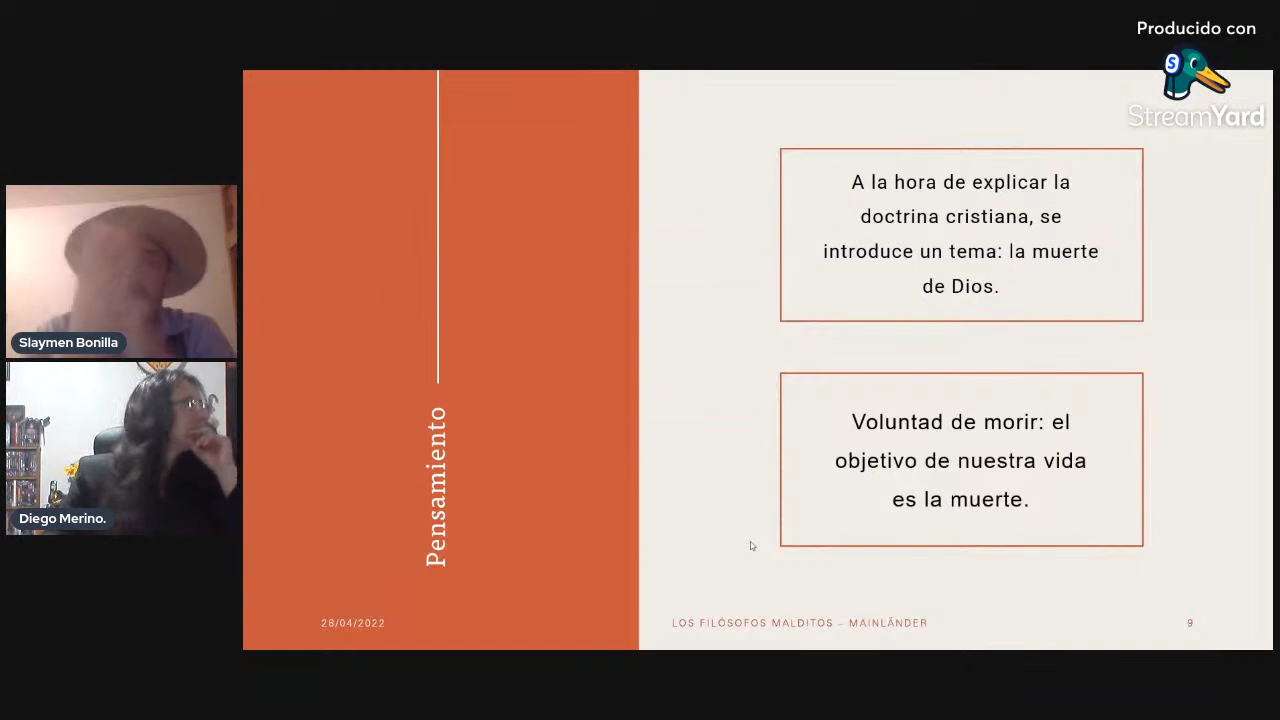 Producido con
StreamYard
Slaymen Bonilla
Diego Merino.
Pensamiento
28/04/2022
A la hora de explicar la
doctrina cristiana, se
introduce un tema: la muerte
de Dios.
Voluntad de morir: el
objetivo de nuestra vida
es la muerte.
LOS FILÓSOFOS MALDITOS – MAINLÄNDER
9